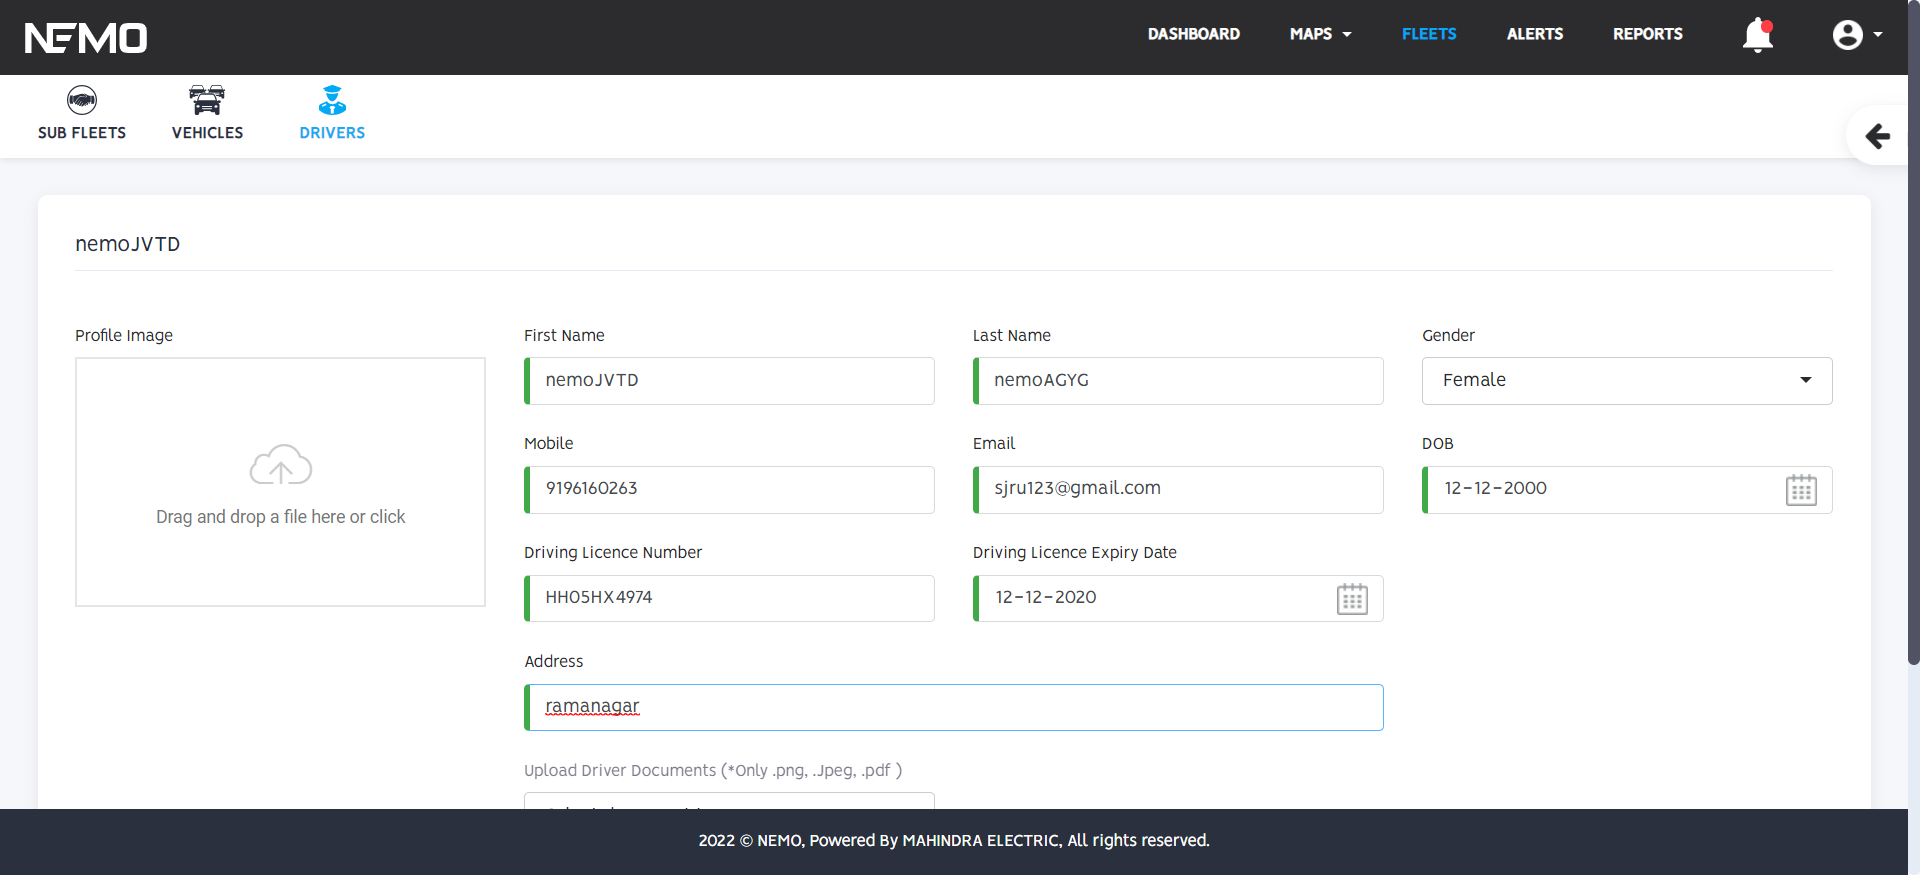 NEMO
DASHBOARD MAPS FLEETS ALERTS REPORTS
SUB FLEETS VEHICLES DRIVERS
nemoJVTD
Profile Image First Name Last Name Gender
nemoJVTD nemoAGYG Female
Mobile Email DOB
9196160263 sjru123@gmail.com 12-12-2000
Drag and drop a file here or click
Driving Licence Number Driving Licence Expiry Date
HH05HX4974 12-12-2020
Address
ramanagar
Upload Driver Documents (*Only .png, .Jpeg, .pdf )
2022 © NEMO, Powered By MAHINDRA ELECTRIC, All rights reserved.